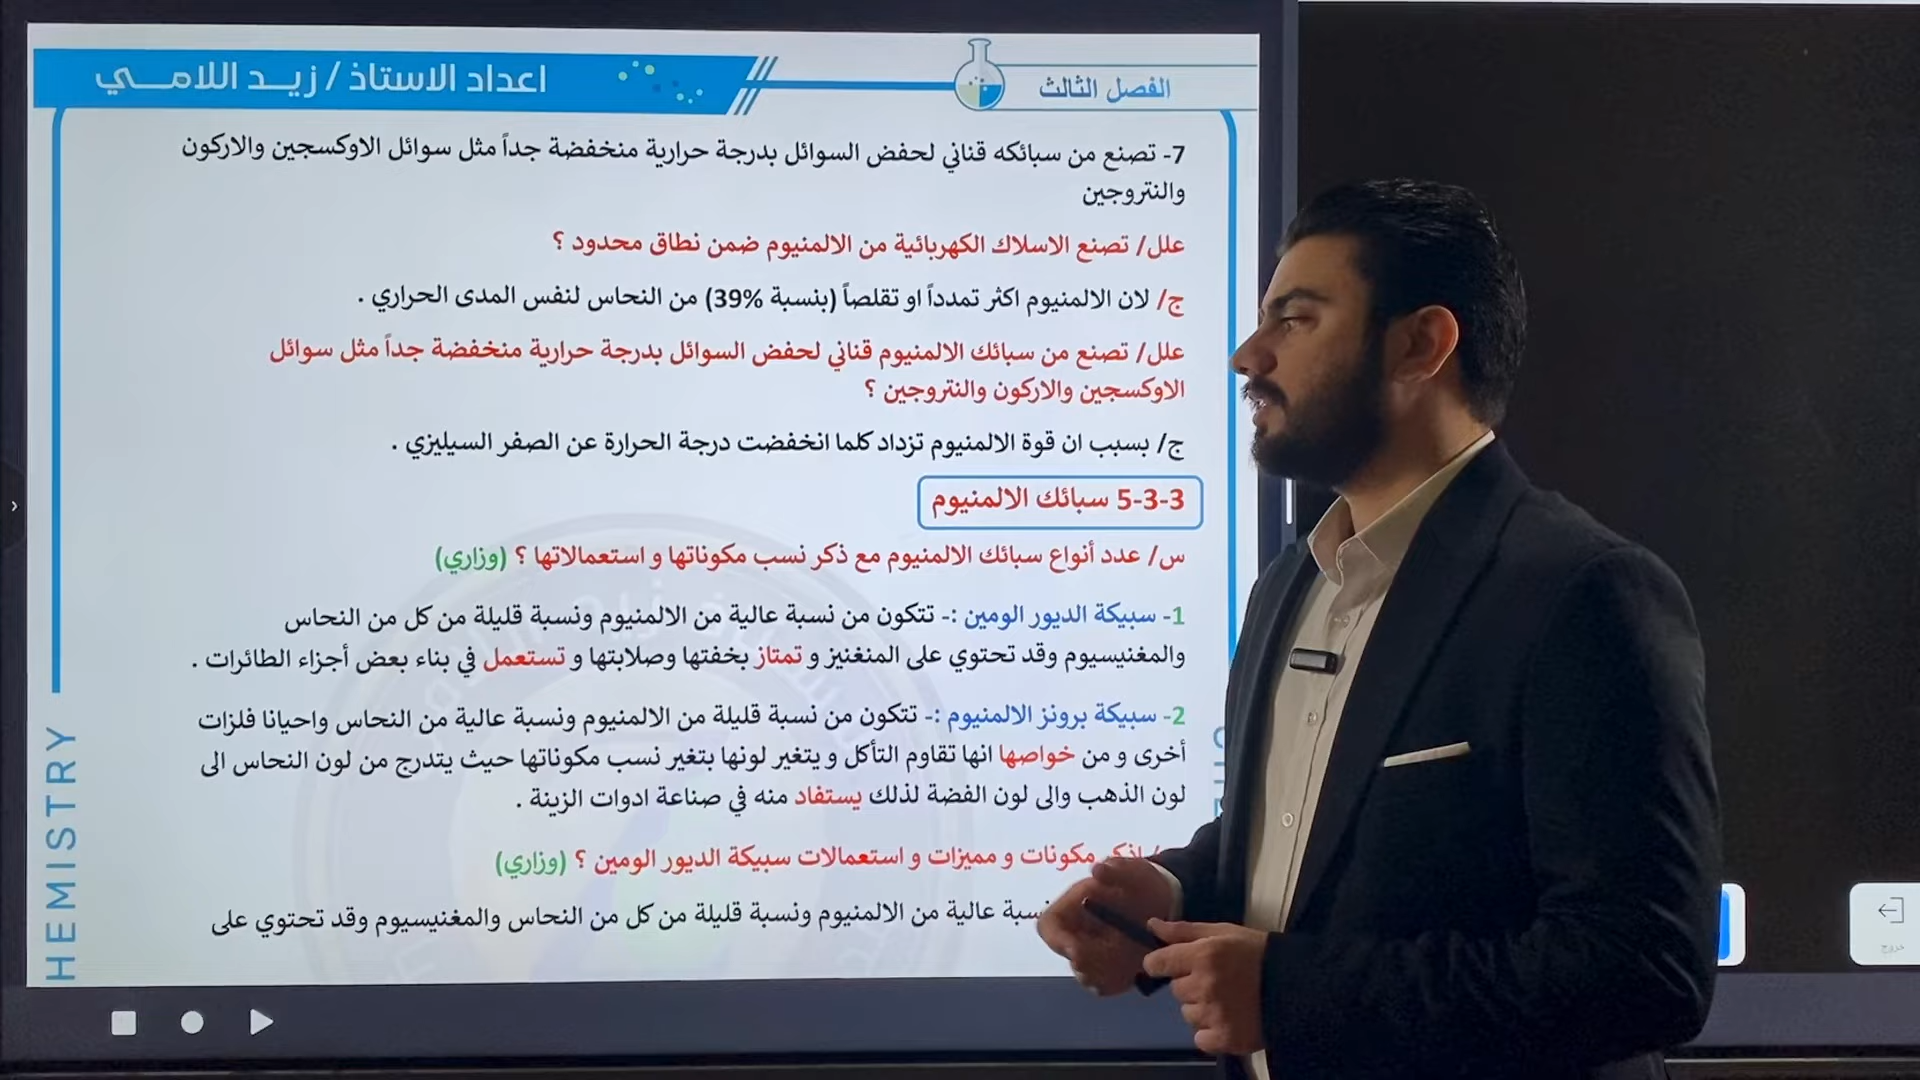 الفصل الثالث
اعداد الاستاذ / زيد اللامي
7- تصنع من سبائكه قناني لحفض السوائل بدرجة حرارية منخفضة جداً مثل سوائل الاوكسجين والاركون
والنتروجين
علل/ تصنع الاسلاك الكهربائية من الالمنيوم ضمن نطاق محدود ؟
ج/ لان الالمنيوم اكثر تمدداً او تقلصاً (بنسبة 39%) من النحاس لنفس المدى الحراري .
علل/ تصنع من سبائك الالمنيوم قناني لحفض السوائل بدرجة حرارية منخفضة جداً مثل سوائل
الاوكسجين والاركون والنتروجين ؟
ج/ بسبب ان قوة الالمنيوم تزداد كلما انخفضت درجة الحرارة عن الصفر السيليزي .
5-3-3 سبائك الالمنيوم
س/ عدد أنواع سبائك الالمنيوم مع ذكر نسب مكوناتها و استعمالاتها ؟ (وزاري)
1- سبيكة الديور الومين :- تتكون من نسبة عالية من الالمنيوم ونسبة قليلة من كل من النحاس
والمغنيسيوم وقد تحتوي على المنغنيز و تمتاز بخفتها وصلابتها و تستعمل في بناء بعض أجزاء الطائرات .
2- سبيكة برونز الالمنيوم :- تتكون من نسبة قليلة من الالمنيوم ونسبة عالية من النحاس واحيانا فلزات
أخرى و من خواصها انها تقاوم التأكل و يتغير لونها بتغير نسب مكوناتها حيث يتدرج من لون النحاس الى
لون الذهب والى لون الفضة لذلك يستفاد منه في صناعة ادوات الزينة .
/ اذكر مكونات و مميزات و استعمالات سبيكة الديور الومين ؟ (وزاري)
نسبة عالية من الالمنيوم ونسبة قليلة من كل من النحاس والمغنيسيوم وقد تحتوي على
HEMISTRY
خروج